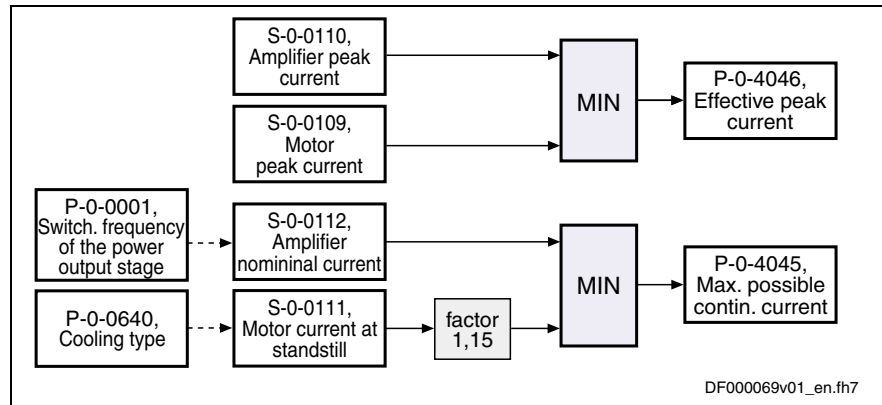 S-0-0110,
Amplifier peak
current
S-0-0109,
Motor
peak current
MIN
P-0-4046,
Effective peak
current
P-0-0001,
Switch. frequency
of the power
output stage
S-0-0112,
Amplifier
nomininal current
P-0-0640,
Cooling type
S-0-0111,
Motor current at
standstill
factor
1,15
MIN
P-0-4045,
Max. possible
contin. current
DF000069v01_en.fh7